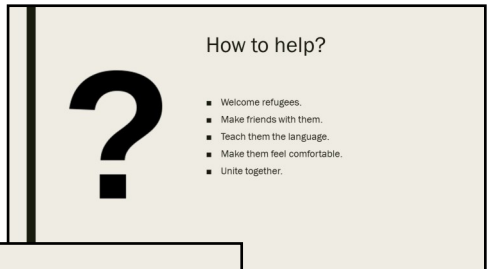 How to help?
?
■ Welcome refugees.
■ Make friends with them.
■ Teach them the language.
■ Make them feel comfortable.
■ Unite together.